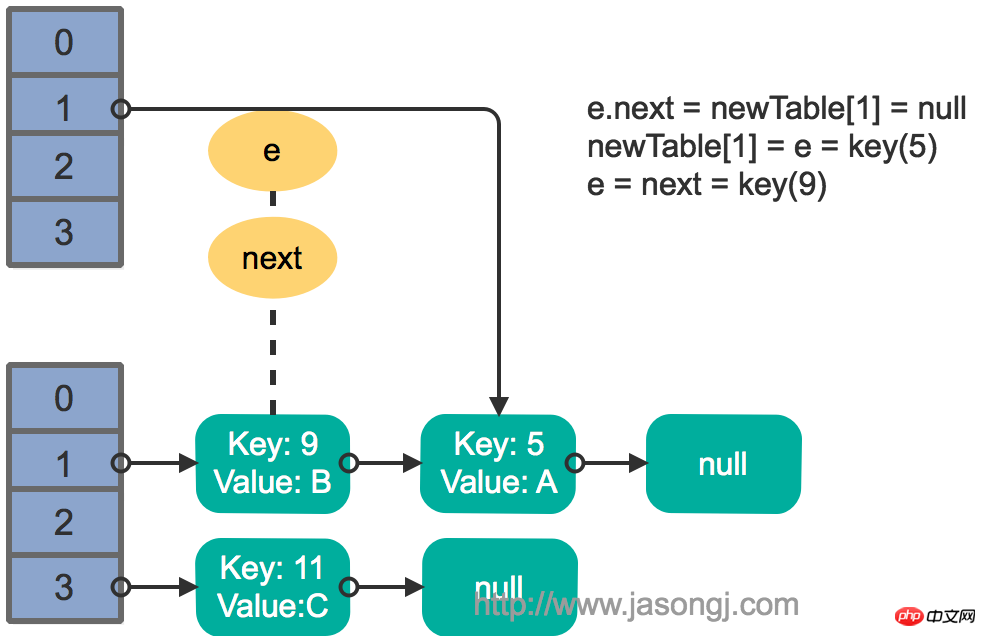 0
1
2
3
e
next
e.next = newTable[1] = null
newTable[1] = e = key(5)
e = next = key(9)
0
1
2
3
Key: 9
Value: B
Key: 5
Value: A
null
Key: 11
Value:C
null
http://www.jasongj.com
php 中文网